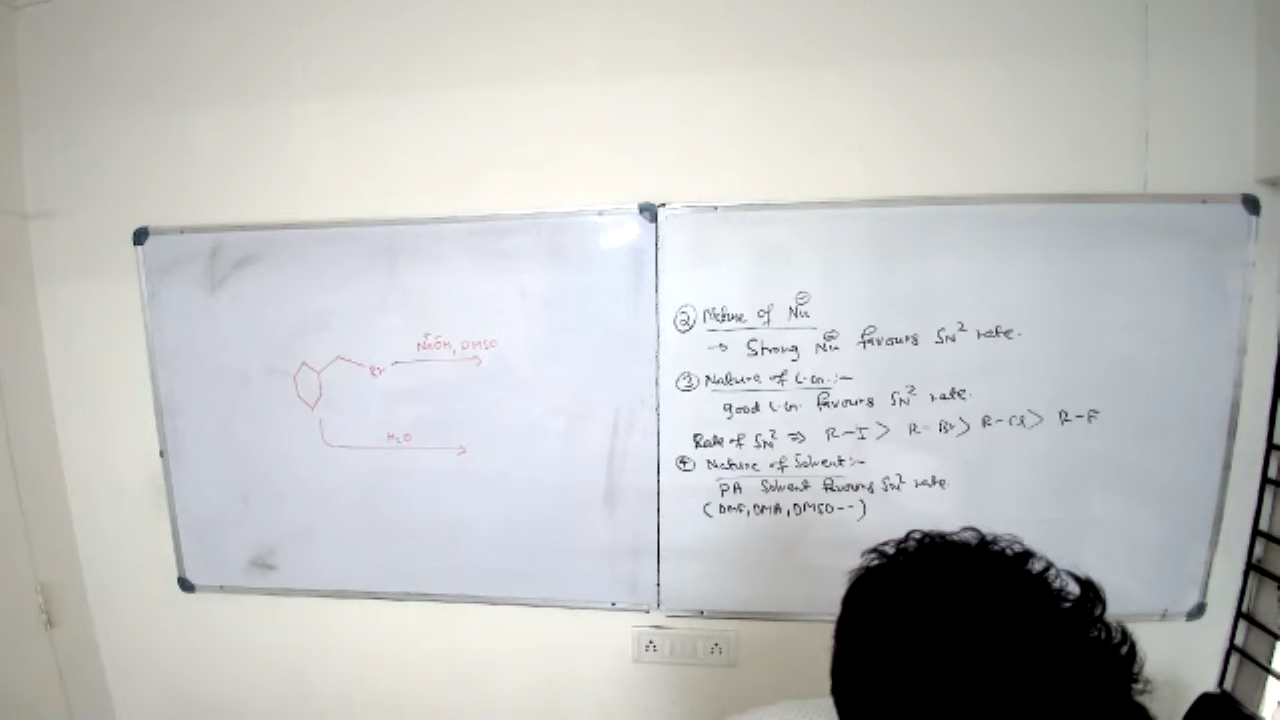 NaOH, DMSO
Br
H2O
② Nature of Nu⊖
→ Strong Nu⊖ favours SN2 rate.
③ Nature of L.G.:-
good L.G. favours SN2 rate.
Rate of SN2 ⇒ R-I > R-Br > R-Cl > R-F
④ Nature of Solvent:-
PA Solvent favours SN2 rate
(DMF, DMA, DMSO--)